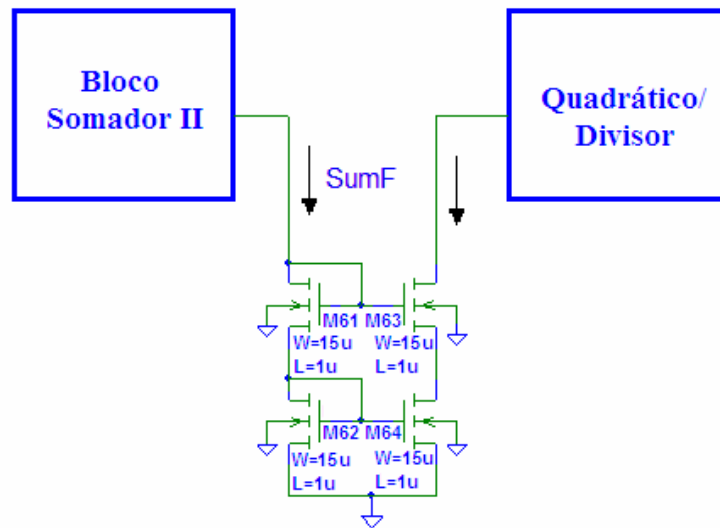 Bloco
Somador II
Quadrático/
Divisor
SumF
M61 M63
W=15u W=15u
L=1u L=1u
M62 M64
W=15u W=15u
L=1u L=1u